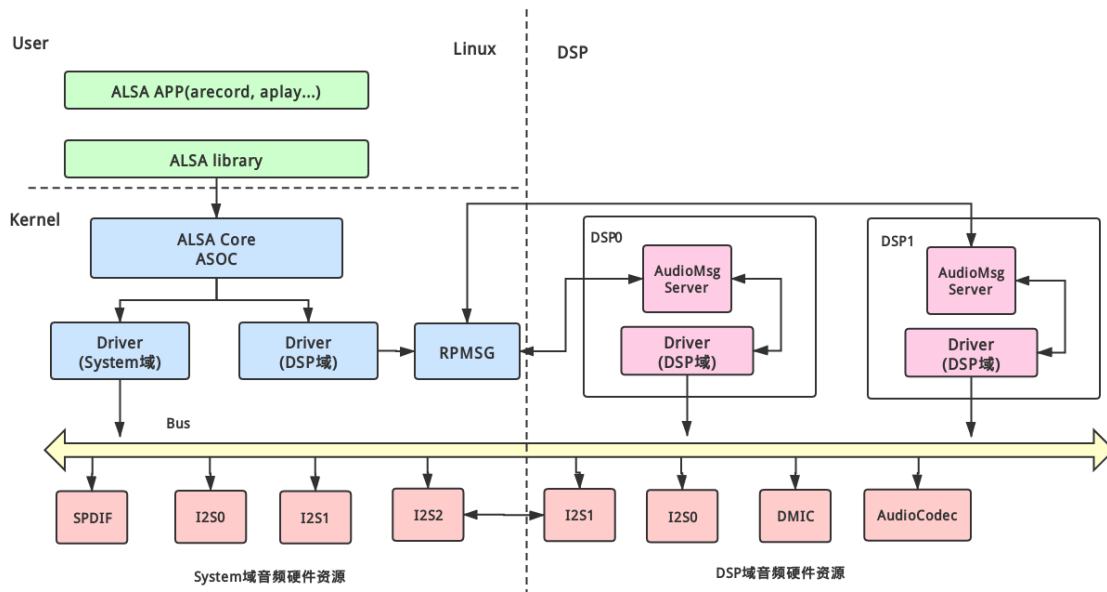 User
Linux
DSP
ALSA APP(arecord, aplay...)
ALSA library
Kernel
ALSA Core
ASOC
DSP0
DSP1
AudioMsg
Server
AudioMsg
Server
Driver
(System域)
Driver
(DSP域)
RPMSG
Driver
(DSP域)
Driver
(DSP域)
Bus
SPDIF
I2S0
I2S1
I2S2
I2S1
I2S0
DMIC
AudioCodec
System域音频硬件资源
DSP域音频硬件资源